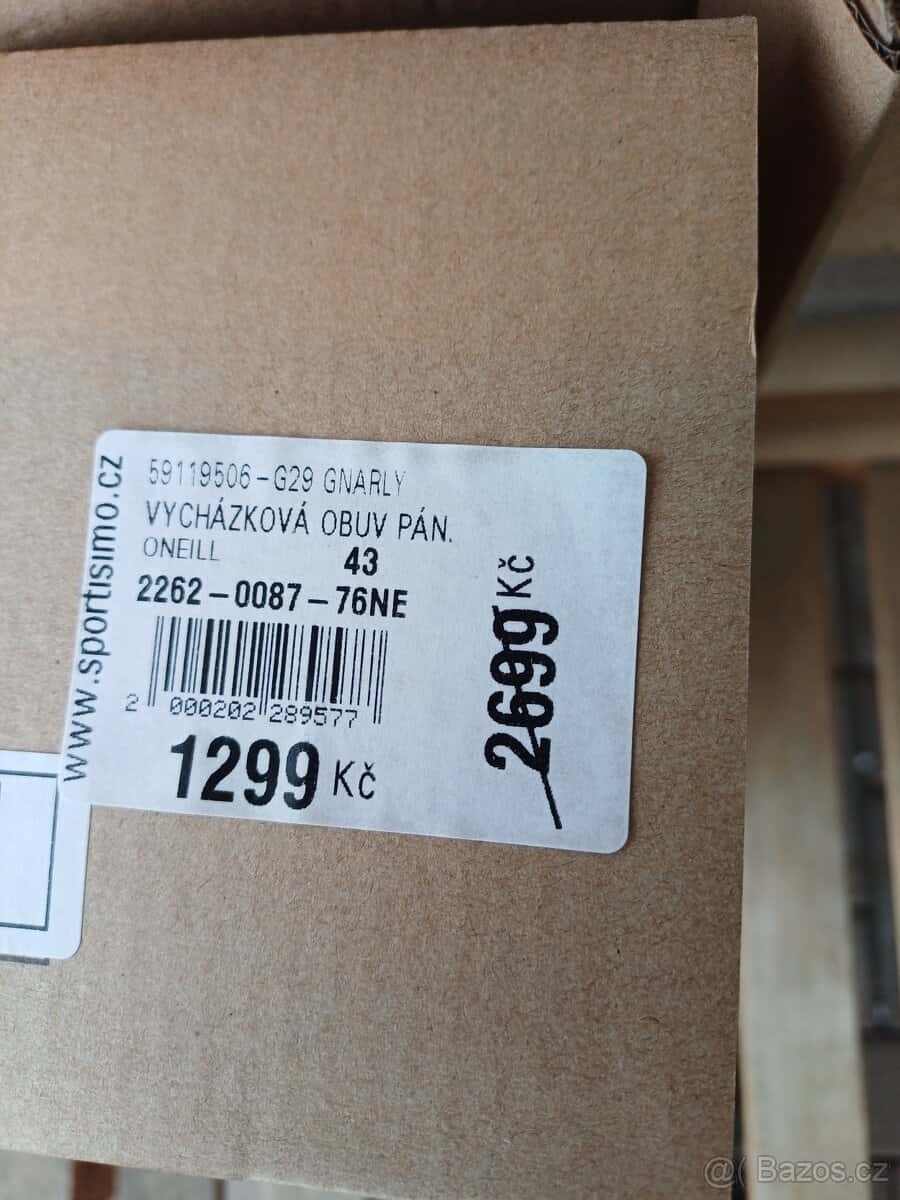 www.sportisimo.cz
59119506-G29 GNARLY
VYCHÁZKOVÁ OBUV PÁN.
ONEILL 43
2262-0087-76NE
2 000202 289577
1299 Kč
2699 Kč
@( Bazos.cz